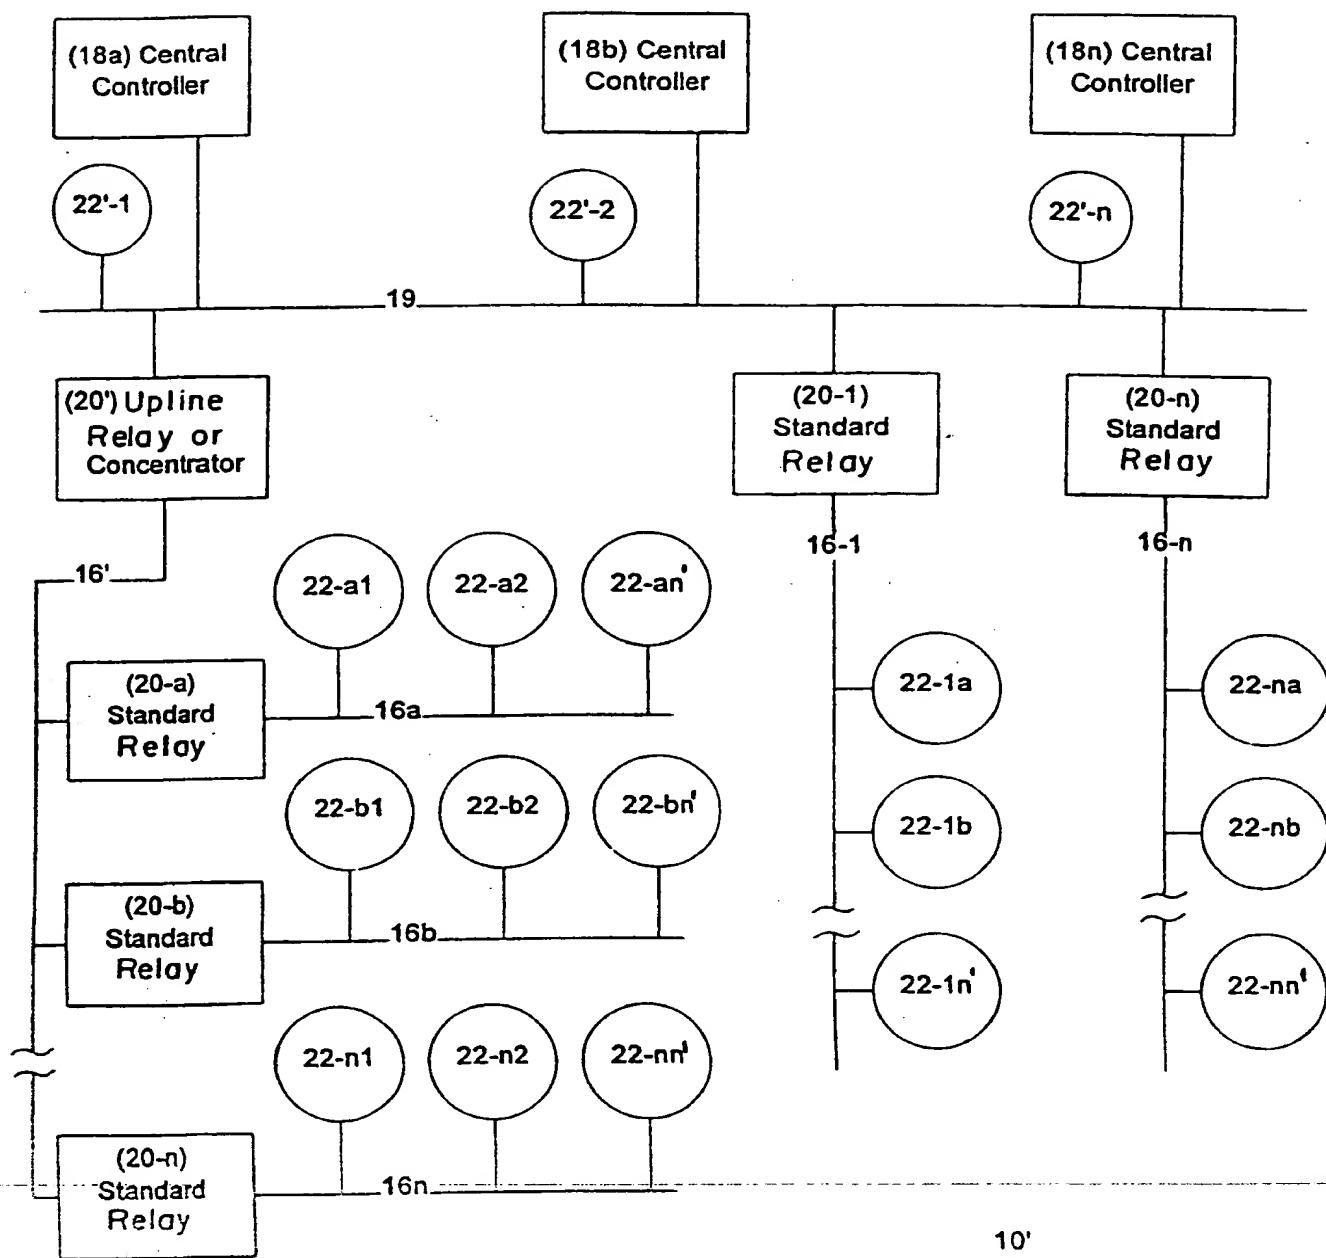 (18a) Central
Controller
(18b) Central
Controller
(18n) Central
Controller
22'-1
22'-2
22'-n
19
(20') Upline
Relay or
Concentrator
(20-1)
Standard
Relay
(20-n)
Standard
Relay
16'
16-1
16-n
22-a1
22-a2
22-an'
(20-a)
Standard
Relay
16a
22-1a
22-na
22-b1
22-b2
22-bn'
22-1b
22-nb
(20-b)
Standard
Relay
16b
22-1n'
22-nn'
22-n1
22-n2
22-nn'
(20-n)
Standard
Relay
16n
10'